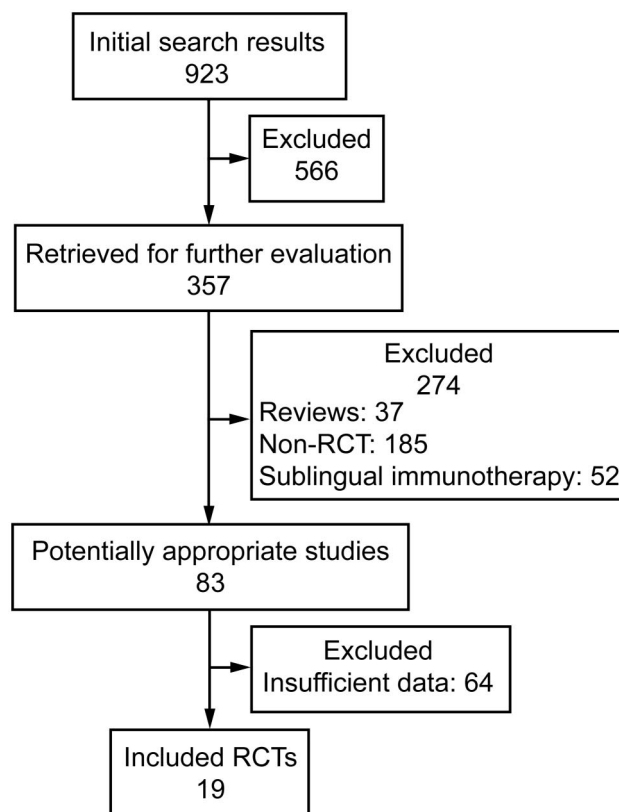 Initial search results
923
Excluded
566
Retrieved for further evaluation
357
Excluded
274
Reviews: 37
Non-RCT: 185
Sublingual immunotherapy: 52
Potentially appropriate studies
83
Excluded
Insufficient data: 64
Included RCTs
19